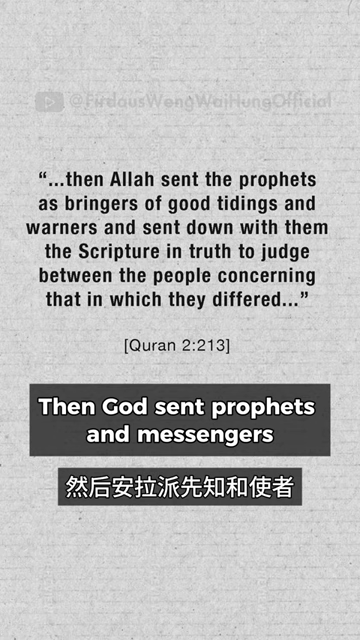 @FirdausWongWaiHungOfficial
“...then Allah sent the prophets
as bringers of good tidings and
warners and sent down with them
the Scripture in truth to judge
between the people concerning
that in which they differed...”
[Quran 2:213]
Then God sent prophets
and messengers
然后安拉派先知和使者